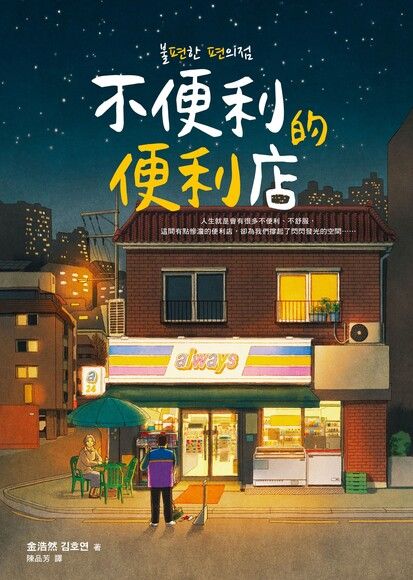 불편한 편의점
不便利的
便利店
人生就是會有很多不便利、不舒服，
這間有點慘澹的便利店，卻為我們撐起了閃閃發光的空間……
always
a
24
金浩然 김호연 著
陳品芳 譯